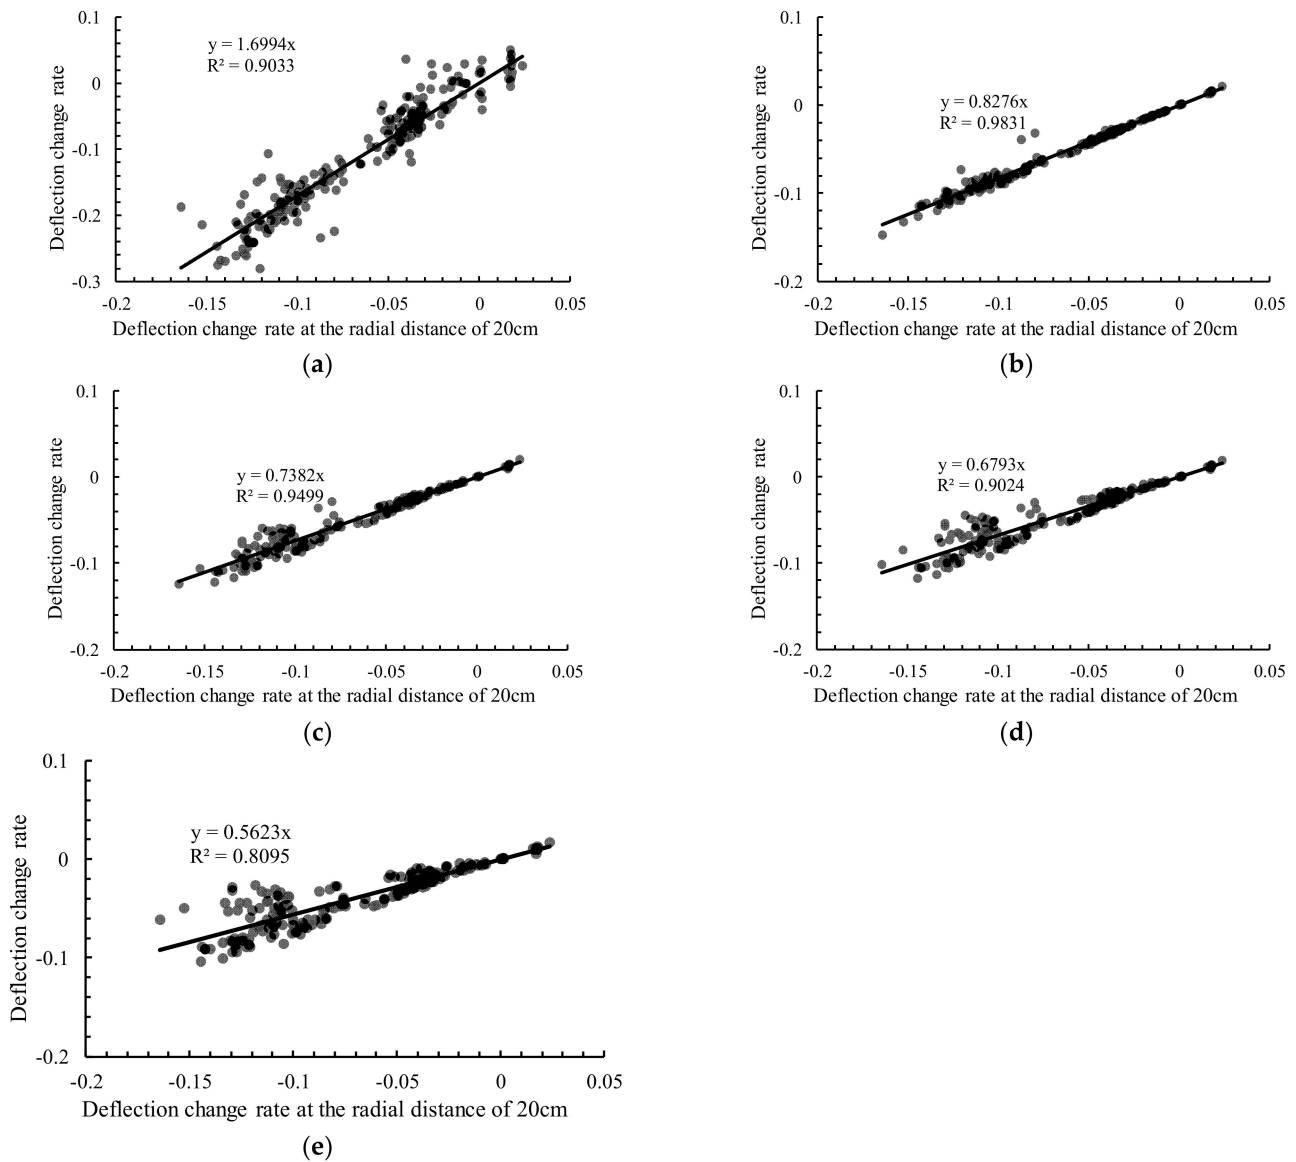 0.1
0
-0.1
-0.2
-0.3
Deflection change rate
y = 1.6994x
R² = 0.9033
-0.2 -0.15 -0.1 -0.05 0 0.05
Deflection change rate at the radial distance of 20cm
(a)
0.1
0
-0.1
-0.2
Deflection change rate
y = 0.8276x
R² = 0.9831
-0.2 -0.15 -0.1 -0.05 0 0.05
Deflection change rate at the radial distance of 20cm
(b)
0.1
0
-0.1
-0.2
Deflection change rate
y = 0.7382x
R² = 0.9499
-0.2 -0.15 -0.1 -0.05 0 0.05
Deflection change rate at the radial distance of 20cm
(c)
0.1
0
-0.1
-0.2
Deflection change rate
y = 0.6793x
R² = 0.9024
-0.2 -0.15 -0.1 -0.05 0 0.05
Deflection change rate at the radial distance of 20cm
(d)
0.1
0
-0.1
-0.2
Deflection change rate
y = 0.5623x
R² = 0.8095
-0.2 -0.15 -0.1 -0.05 0 0.05
Deflection change rate at the radial distance of 20cm
(e)